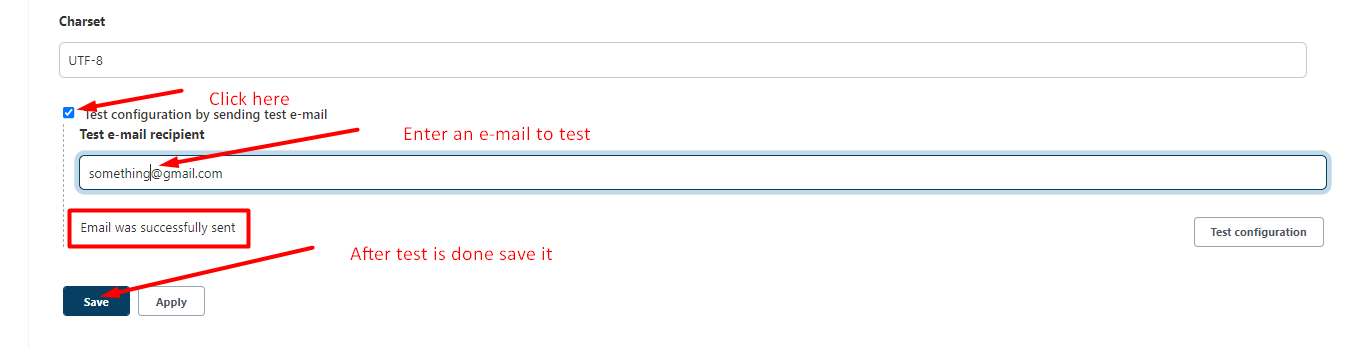 Charset
UTF-8
Click here
Test configuration by sending test e-mail
Test e-mail recipient
Enter an e-mail to test
something@gmail.com
Email was successfully sent
Test configuration
After test is done save it
Save
Apply